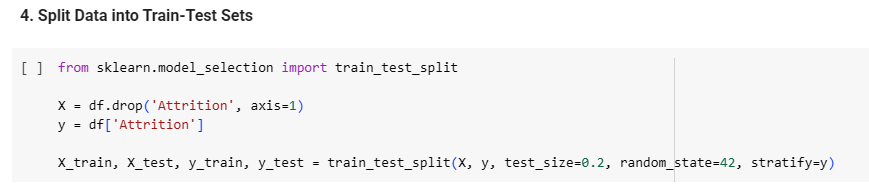 4. Split Data into Train-Test Sets
[ ] from sklearn.model_selection import train_test_split
X = df.drop('Attrition', axis=1)
y = df['Attrition']
X_train, X_test, y_train, y_test = train_test_split(X, y, test_size=0.2, random_state=42, stratify=y)